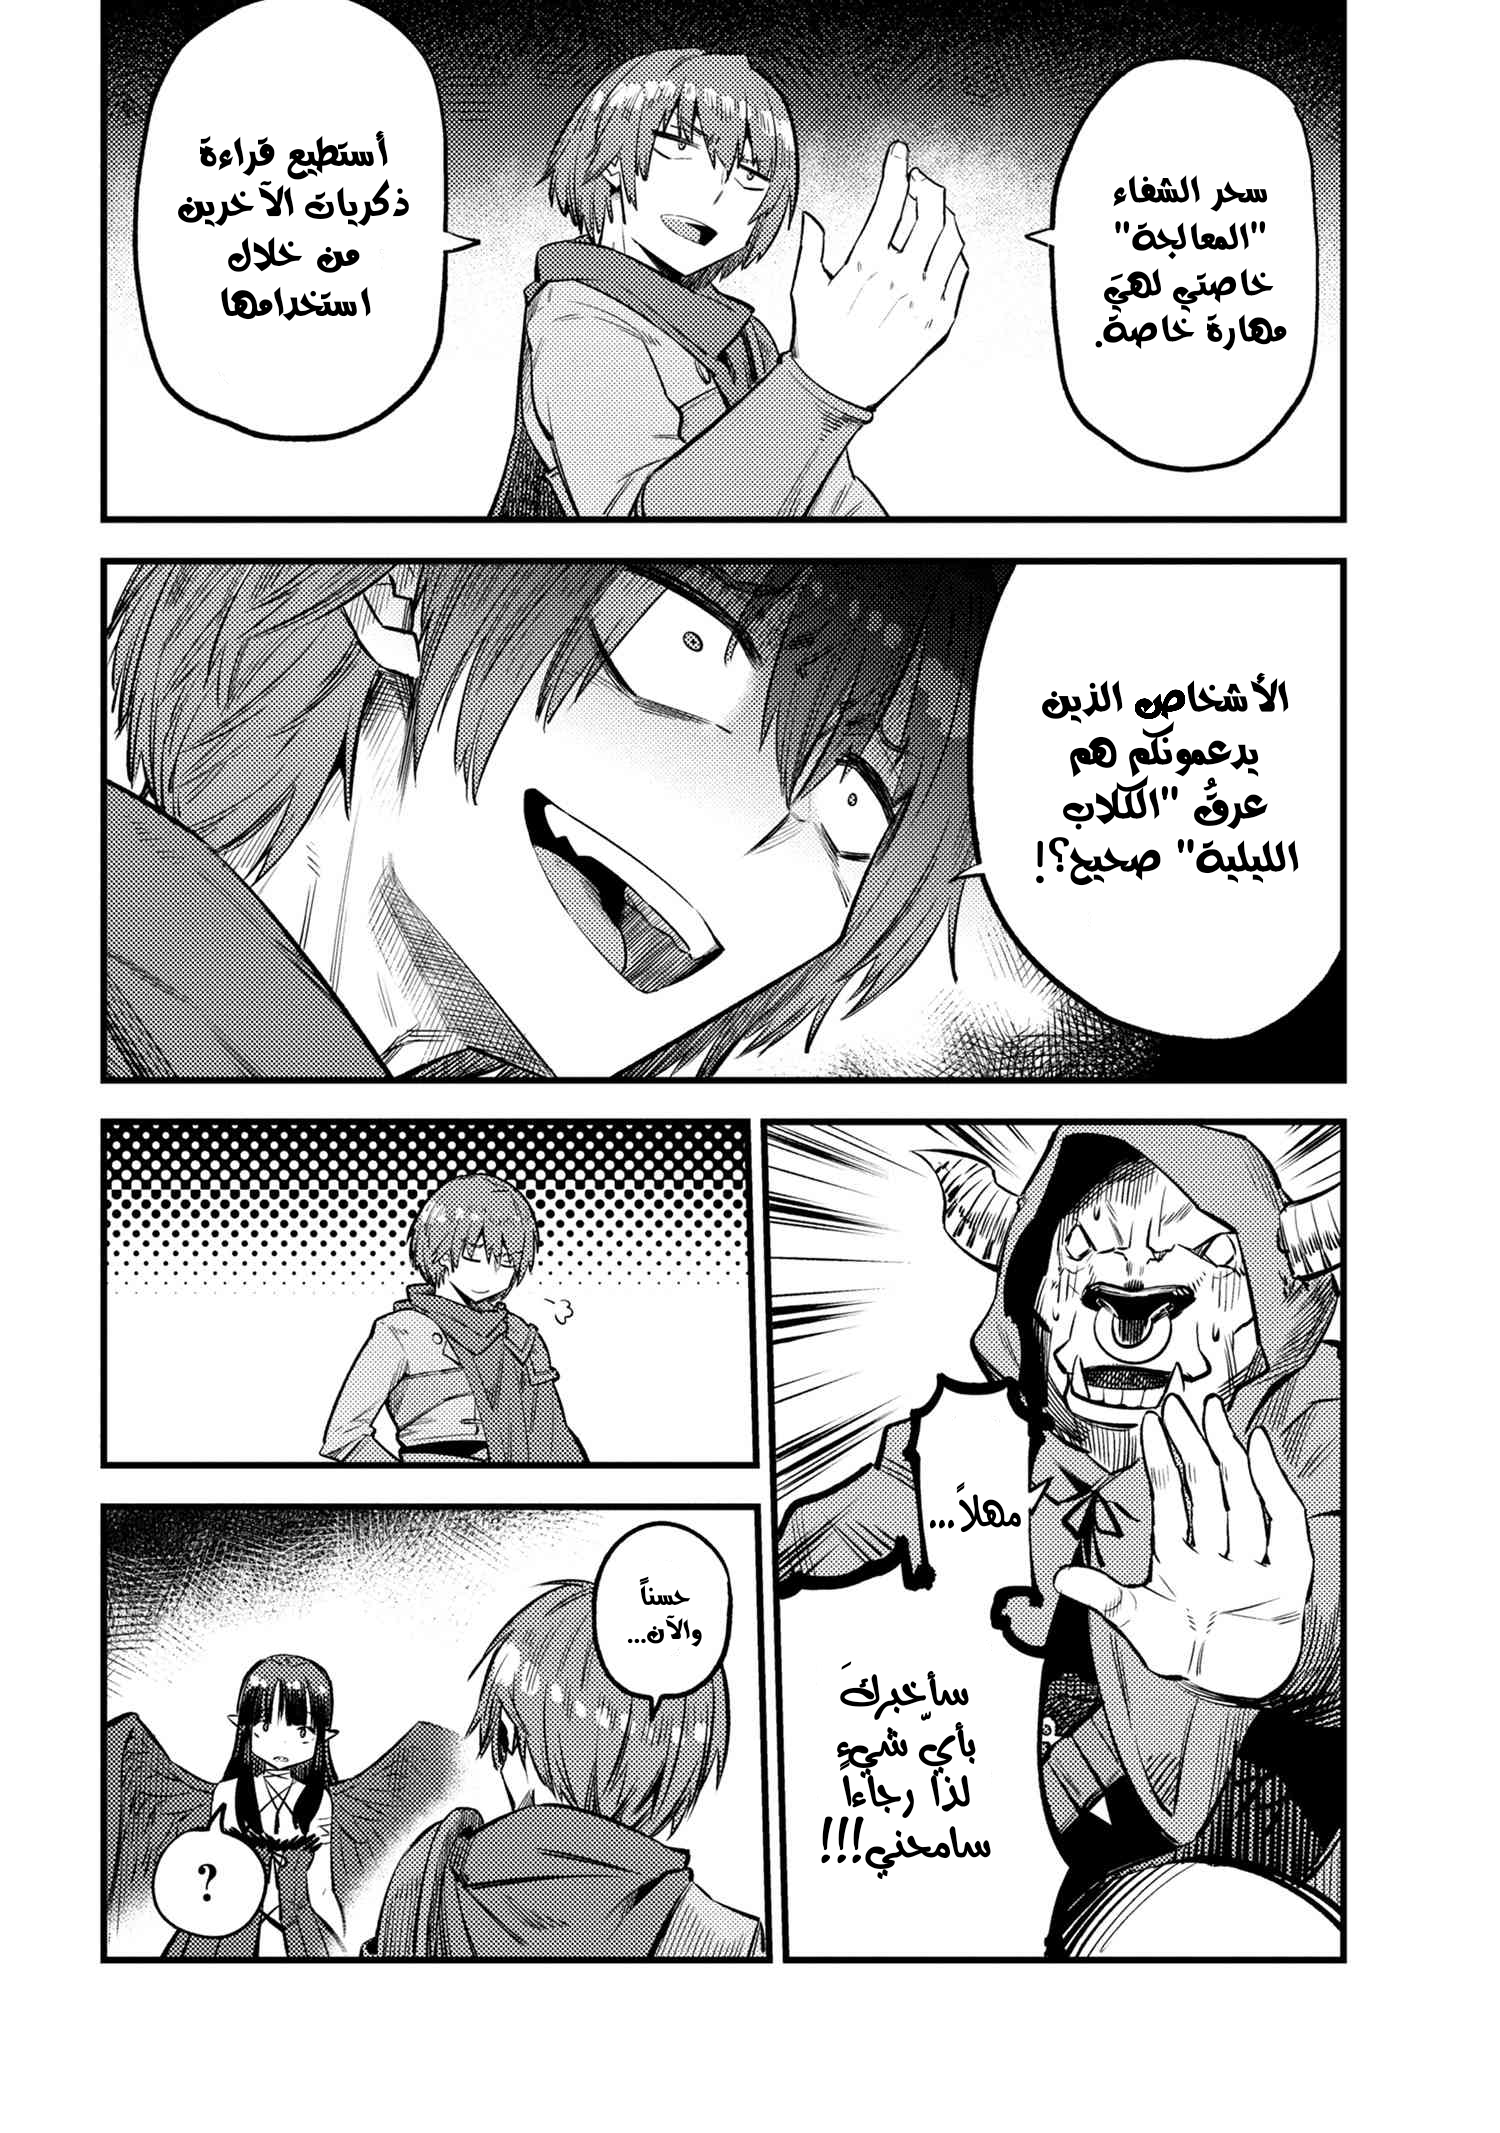 سحر الشفاء
"المعالجة"
خاصتي لهيَ
مهارة خاصة.
أستطيع قراءة
ذكريات الآخرين
من خلال
استخدامها
الأشخاص الذين
يدعمونكم هم
عرقُ "الكلاب
الليلية" صحيح؟!
مهلاً...
سأخبركَ
بأيّ شيءٍ
لذا رجاءاً
سامحني!!!
حسناً
والآن...
?